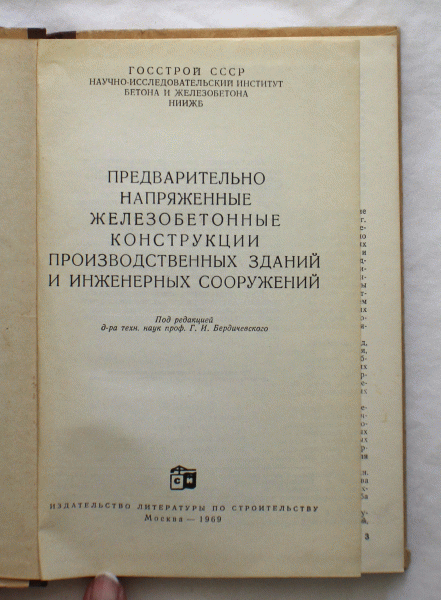 ГОССТРОЙ СССР
НАУЧНО-ИССЛЕДОВАТЕЛЬСКИЙ ИНСТИТУТ
БЕТОНА И ЖЕЛЕЗОБЕТОНА
НИИЖБ
ПРЕДВАРИТЕЛЬНО
НАПРЯЖЕННЫЕ
ЖЕЛЕЗОБЕТОННЫЕ
КОНСТРУКЦИИ
ПРОИЗВОДСТВЕННЫХ ЗДАНИЙ
И ИНЖЕНЕРНЫХ СООРУЖЕНИЙ
Под редакцией
д-ра техн. наук проф. Г. И. Бердичевского
С И
ИЗДАТЕЛЬСТВО ЛИТЕРАТУРЫ ПО СТРОИТЕЛЬСТВУ
Москва — 1969
3